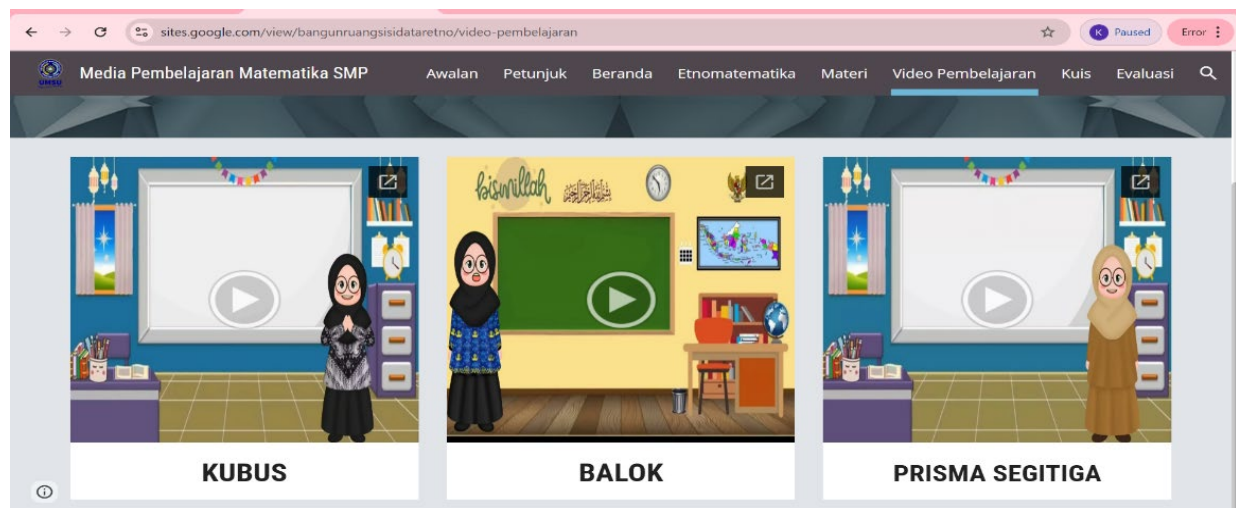 sites.google.com/view/bangunruangsisidataretno/video-pembelajaran
K Paused Error
UMSU
Media Pembelajaran Matematika SMP Awalan Petunjuk Beranda Etnomatematika Materi Video Pembelajaran Kuis Evaluasi
bismillah
KUBUS BALOK PRISMA SEGITIGA